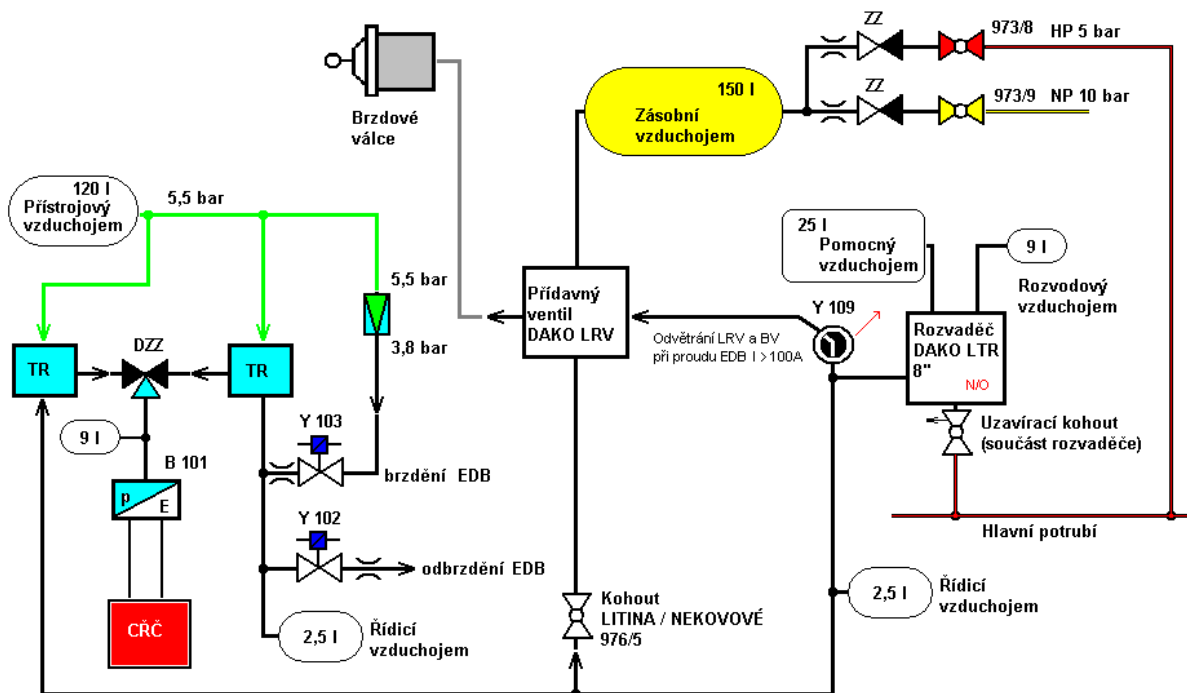 ZZ
973/8 HP 5 bar
150 l
Zásobní
vzduchojem
ZZ
973/9 NP 10 bar
Brzdové
válce
120 l
Přístrojový
vzduchojem
5,5 bar
5,5 bar
3,8 bar
25 l
Pomocný
vzduchojem
9 l
Rozvodový
vzduchojem
Přídavný
ventil
DAKO LRV
Y 109
Odvětrání LRV a BV
při proudu EDB I >100A
Rozvaděč
DAKO LTR
8"
N/O
Uzavírací kohout
(součást rozvaděče)
Hlavní potrubí
TR
DZZ
TR
9 l
B 101
p
E
CŘČ
Y 103
brzdění EDB
Y 102
odbrzdění EDB
2,5 l
Řídicí
vzduchojem
Kohout
LITINA / NEKOVOVÉ
976/5
2,5 l
Řídicí
vzduchojem